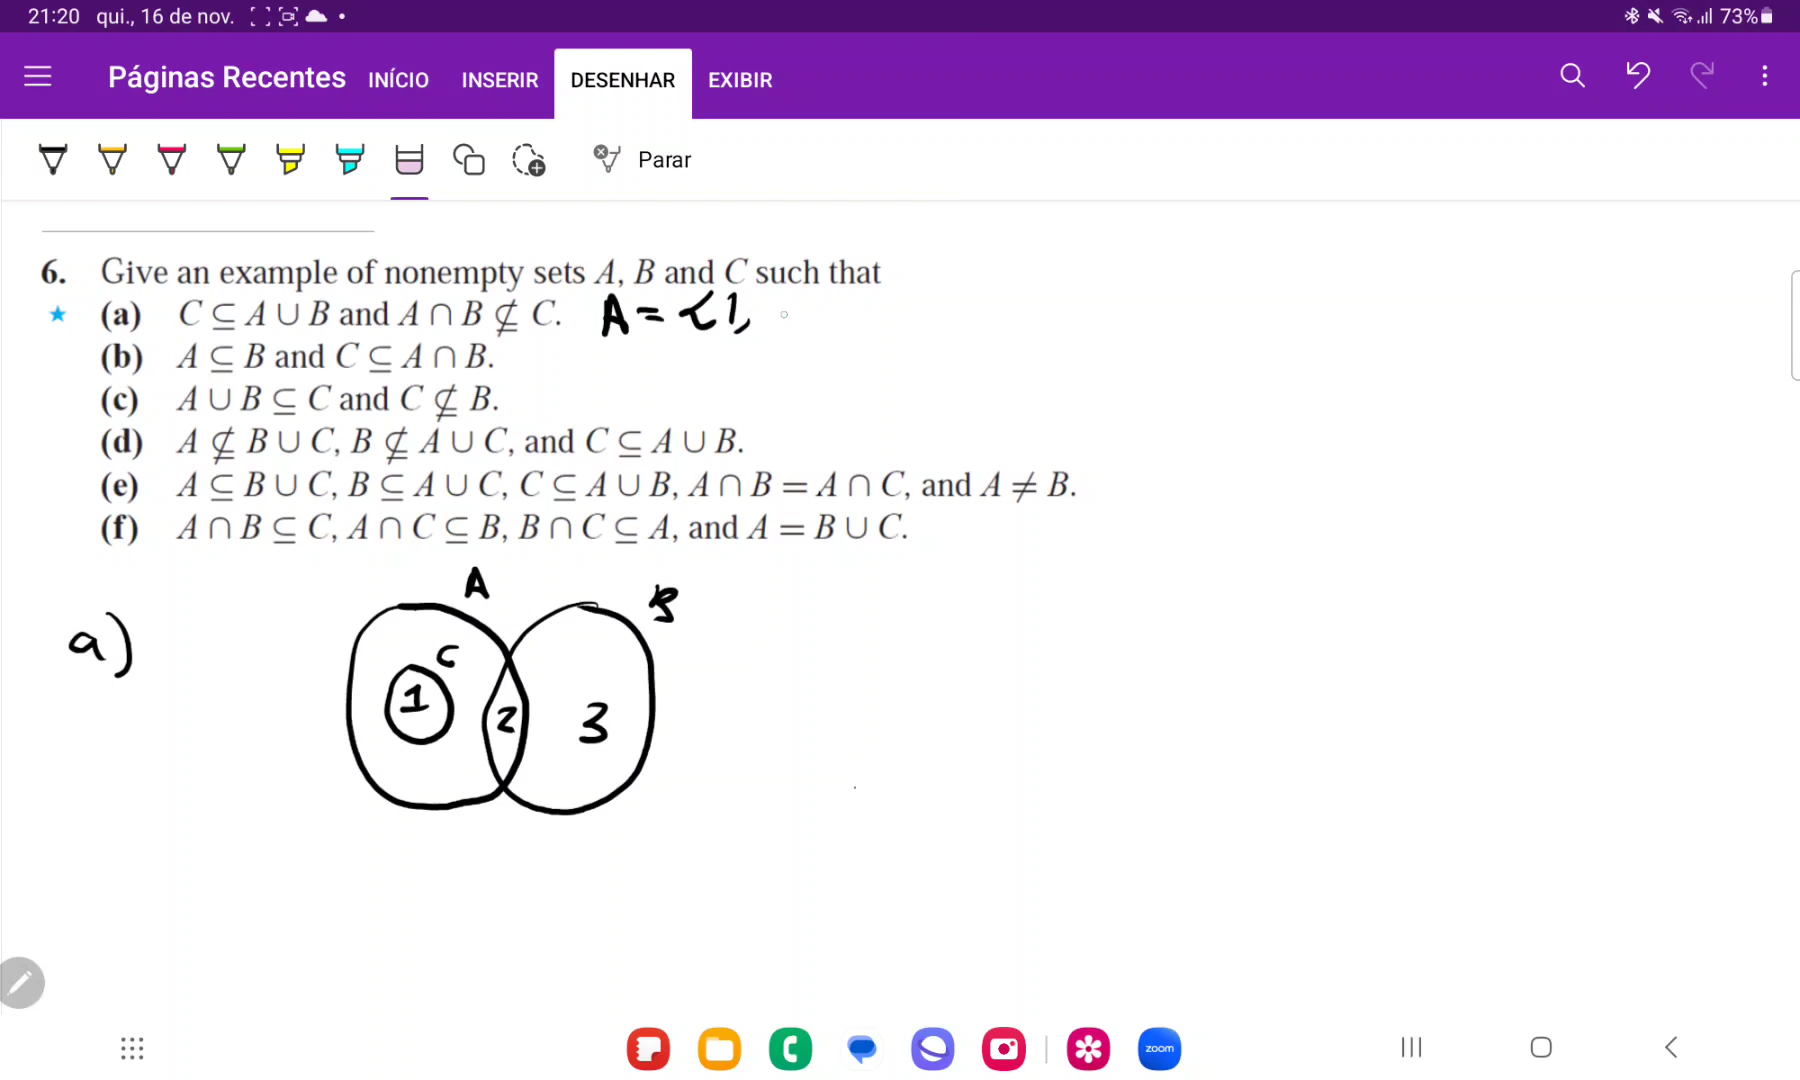 21:20 qui., 16 de nov. 73%
Páginas Recentes INÍCIO INSERIR DESENHAR EXIBIR
Parar
6. Give an example of nonempty sets A, B and C such that
★ (a) C ⊆ A ∪ B and A ∩ B ⊈ C. A = {1,
(b) A ⊆ B and C ⊆ A ∩ B.
(c) A ∪ B ⊆ C and C ⊈ B.
(d) A ⊈ B ∪ C, B ⊈ A ∪ C, and C ⊆ A ∪ B.
(e) A ⊆ B ∪ C, B ⊆ A ∪ C, C ⊆ A ∪ B, A ∩ B = A ∩ C, and A ≠ B.
(f) A ∩ B ⊆ C, A ∩ C ⊆ B, B ∩ C ⊆ A, and A = B ∪ C.
A B
a) C
1 2 3
zoom